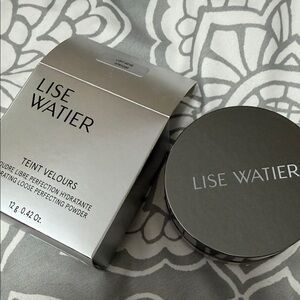 LISE
WATIER
TEINT VELOURS
POUDRE LIBRE PERFECTION HYDRATANTE
HYDRATING LOOSE PERFECTING POWDER
12 g 0.42 Oz.
LISE WATIER